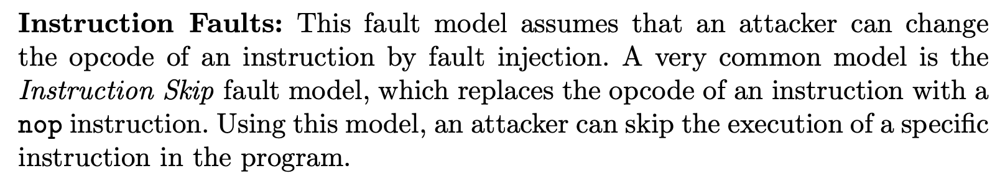 Instruction Faults: This fault model assumes that an attacker can change
the opcode of an instruction by fault injection. A very common model is the
Instruction Skip fault model, which replaces the opcode of an instruction with a
nop instruction. Using this model, an attacker can skip the execution of a specific
instruction in the program.